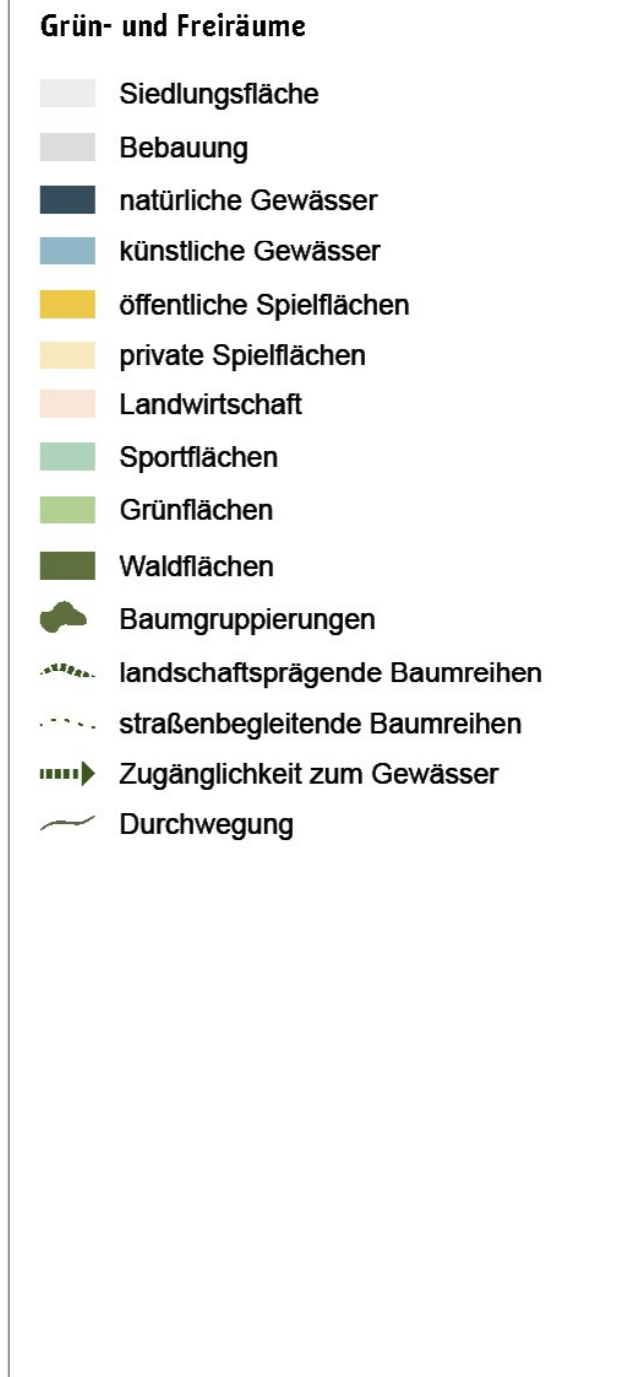 Grün- und Freiräume
Siedlungsfläche
Bebauung
natürliche Gewässer
künstliche Gewässer
öffentliche Spielflächen
private Spielflächen
Landwirtschaft
Sportflächen
Grünflächen
Waldflächen
Baumgruppierungen
landschaftsprägende Baumreihen
straßenbegleitende Baumreihen
Zugänglichkeit zum Gewässer
Durchwegung